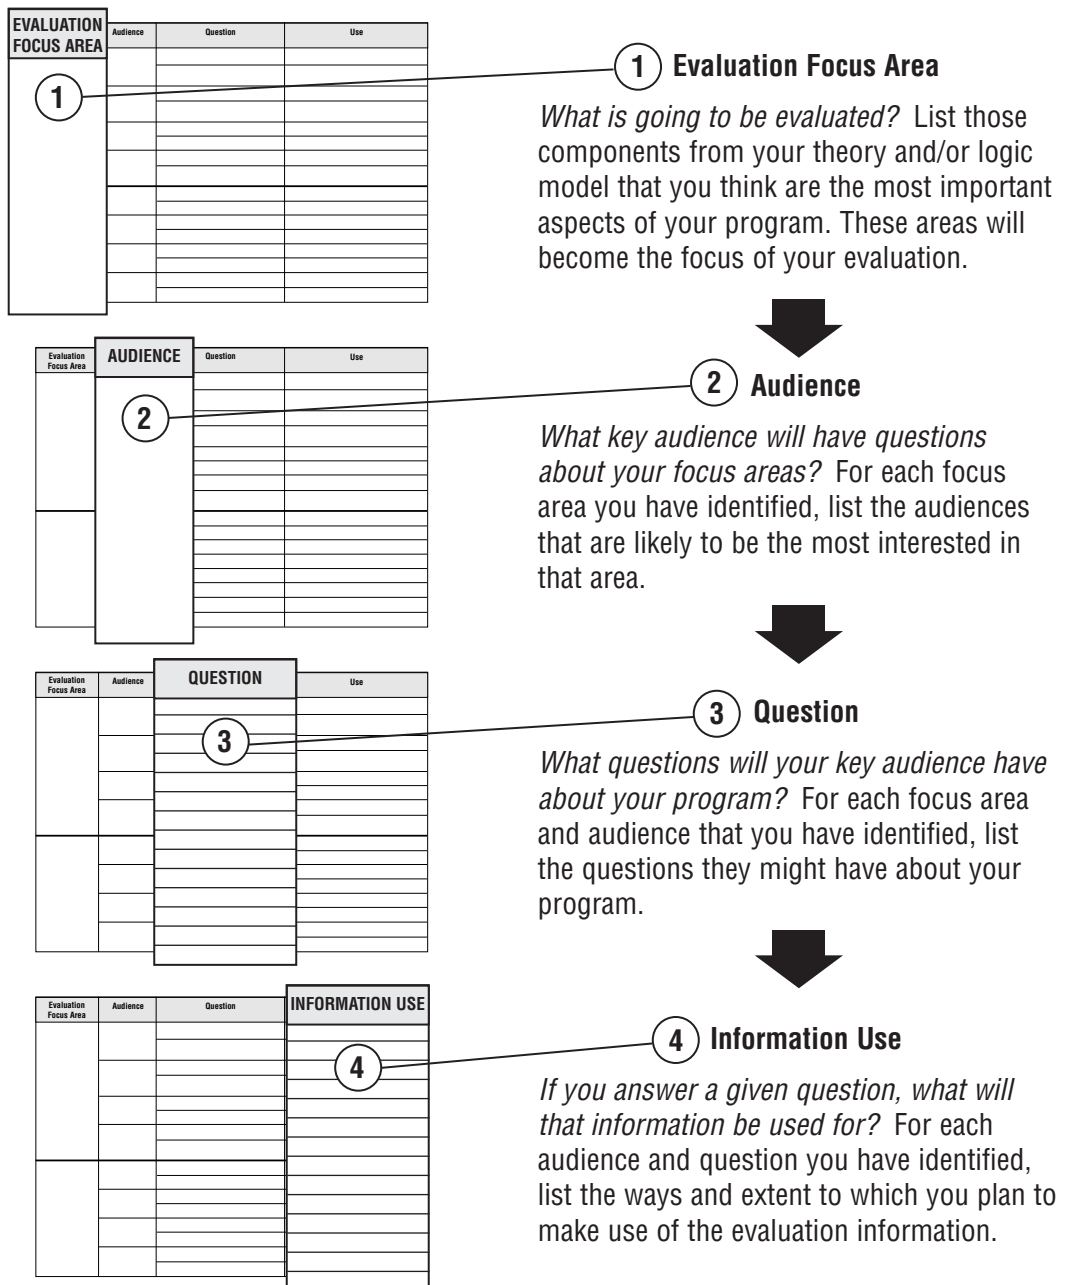 EVALUATION
FOCUS AREA
Audience
Question
Use
1
1 Evaluation Focus Area
What is going to be evaluated? List those
components from your theory and/or logic
model that you think are the most important
aspects of your program. These areas will
become the focus of your evaluation.
Evaluation
Focus Area
AUDIENCE
Question
Use
2
2 Audience
What key audience will have questions
about your focus areas? For each focus
area you have identified, list the audiences
that are likely to be the most interested in
that area.
Evaluation
Focus Area
Audience
QUESTION
Use
3
3 Question
What questions will your key audience have
about your program? For each focus area
and audience that you have identified, list
the questions they might have about your
program.
Evaluation
Focus Area
Audience
Question
INFORMATION USE
4
4 Information Use
If you answer a given question, what will
that information be used for? For each
audience and question you have identified,
list the ways and extent to which you plan to
make use of the evaluation information.